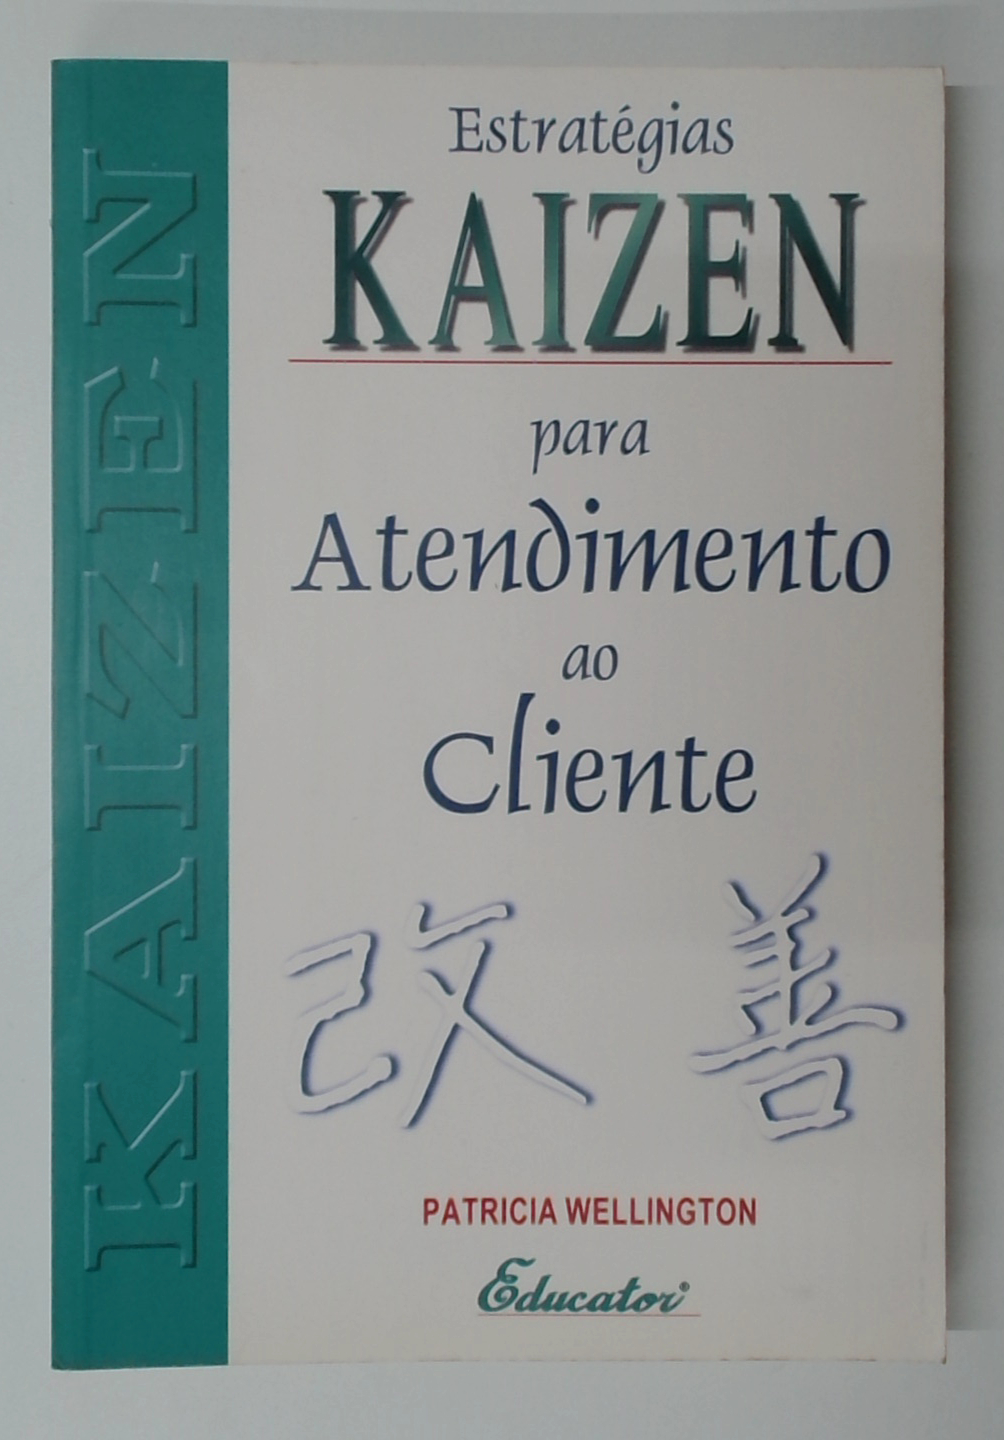 KAIZEN
Estratégias
KAIZEN
para
Atendimento
ao
Cliente
改 善
PATRICIA WELLINGTON
Educator®